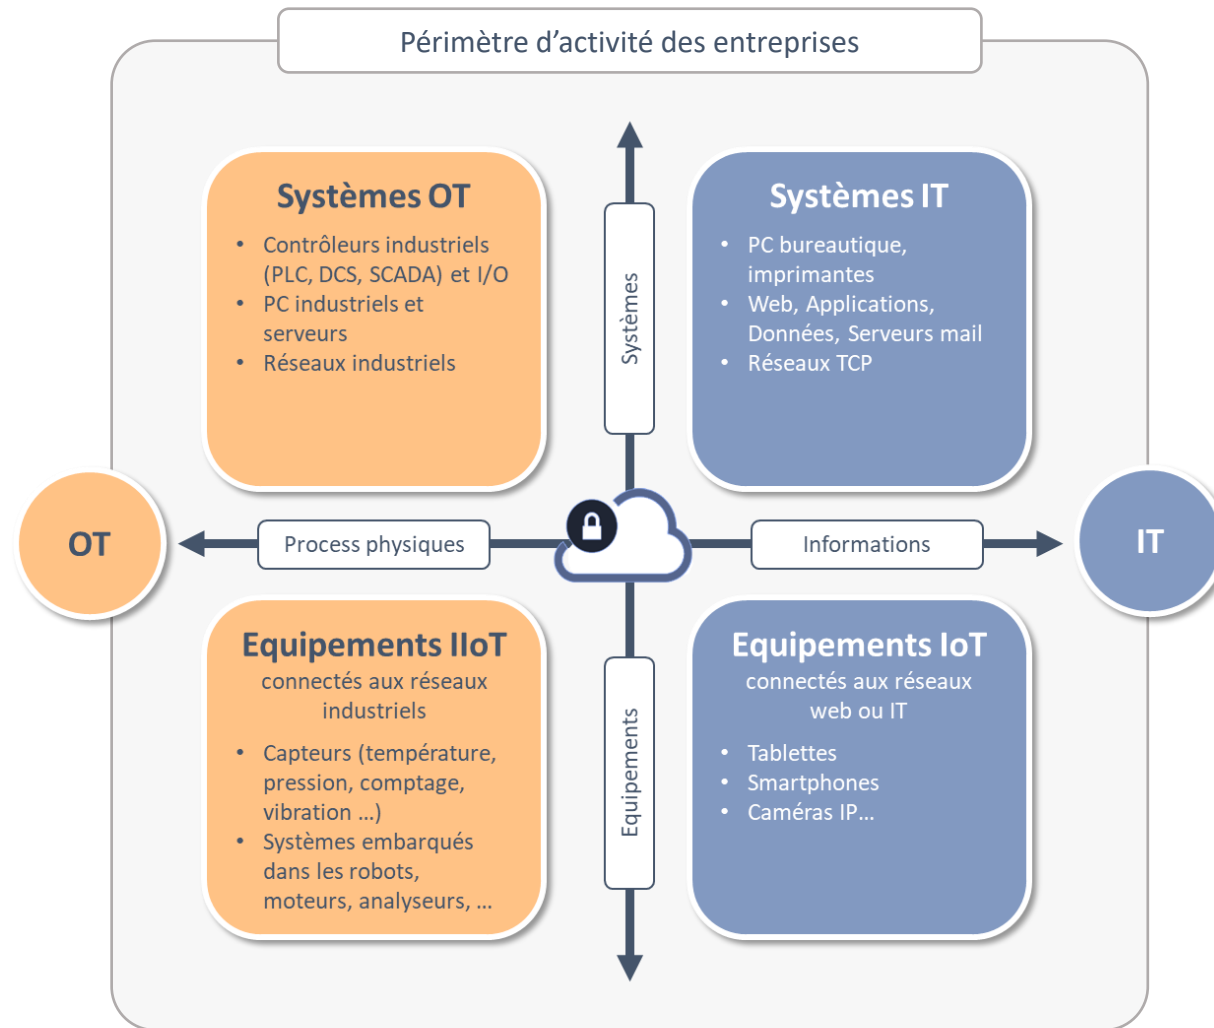 Périmètre d’activité des entreprises
Systèmes OT
• Contrôleurs industriels
(PLC, DCS, SCADA) et I/O
• PC industriels et
serveurs
• Réseaux industriels
Systèmes
Systèmes IT
• PC bureautique,
imprimantes
• Web, Applications,
Données, Serveurs mail
• Réseaux TCP
OT
Process physiques
Informations
IT
Equipements IIoT
connectés aux réseaux
industriels
• Capteurs (température,
pression, comptage,
vibration …)
• Systèmes embarqués
dans les robots,
moteurs, analyseurs, …
Equipements
Equipements IoT
connectés aux réseaux
web ou IT
• Tablettes
• Smartphones
• Caméras IP…